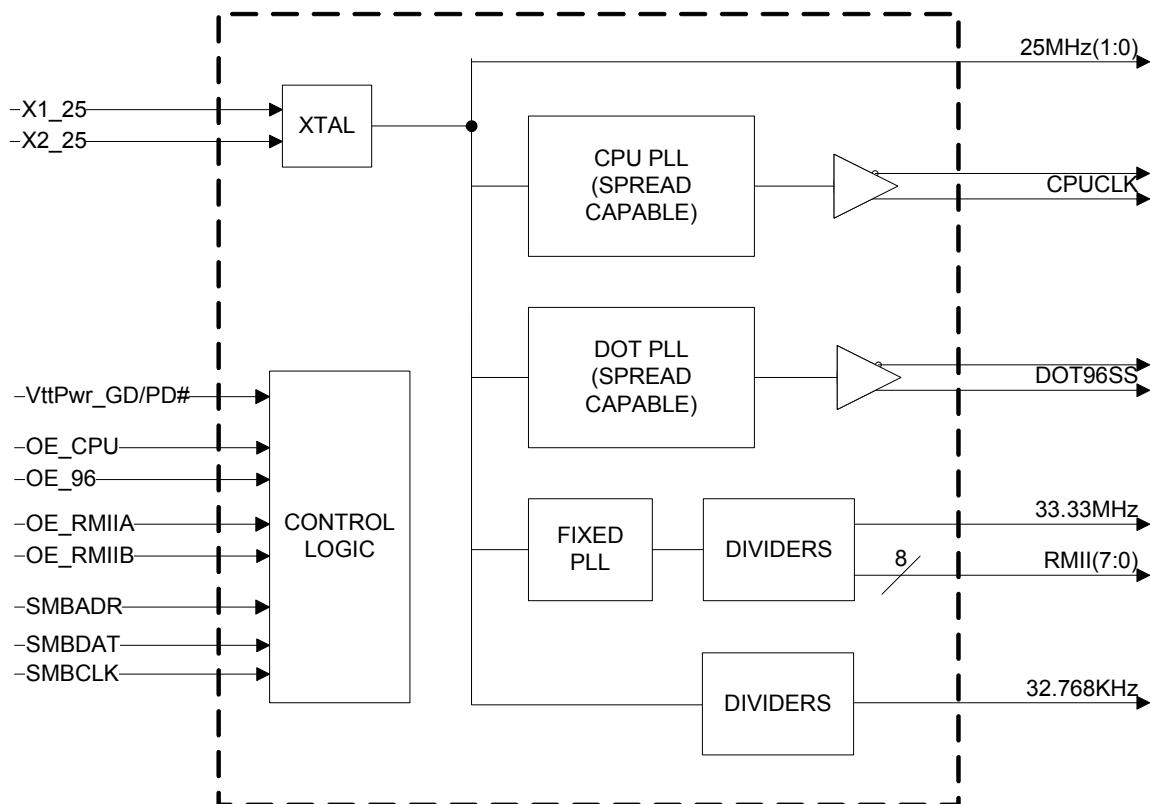 25MHz(1:0)
X1_25
X2_25
XTAL
CPU PLL
(SPREAD
CAPABLE)
CPUCLK
DOT PLL
(SPREAD
CAPABLE)
DOT96SS
VttPwr_GD/PD#
OE_CPU
OE_96
OE_RMIIA
OE_RMIIB
SMBADR
SMBDAT
SMBCLK
CONTROL
LOGIC
FIXED
PLL
DIVIDERS
33.33MHz
8
RMII(7:0)
DIVIDERS
32.768KHz